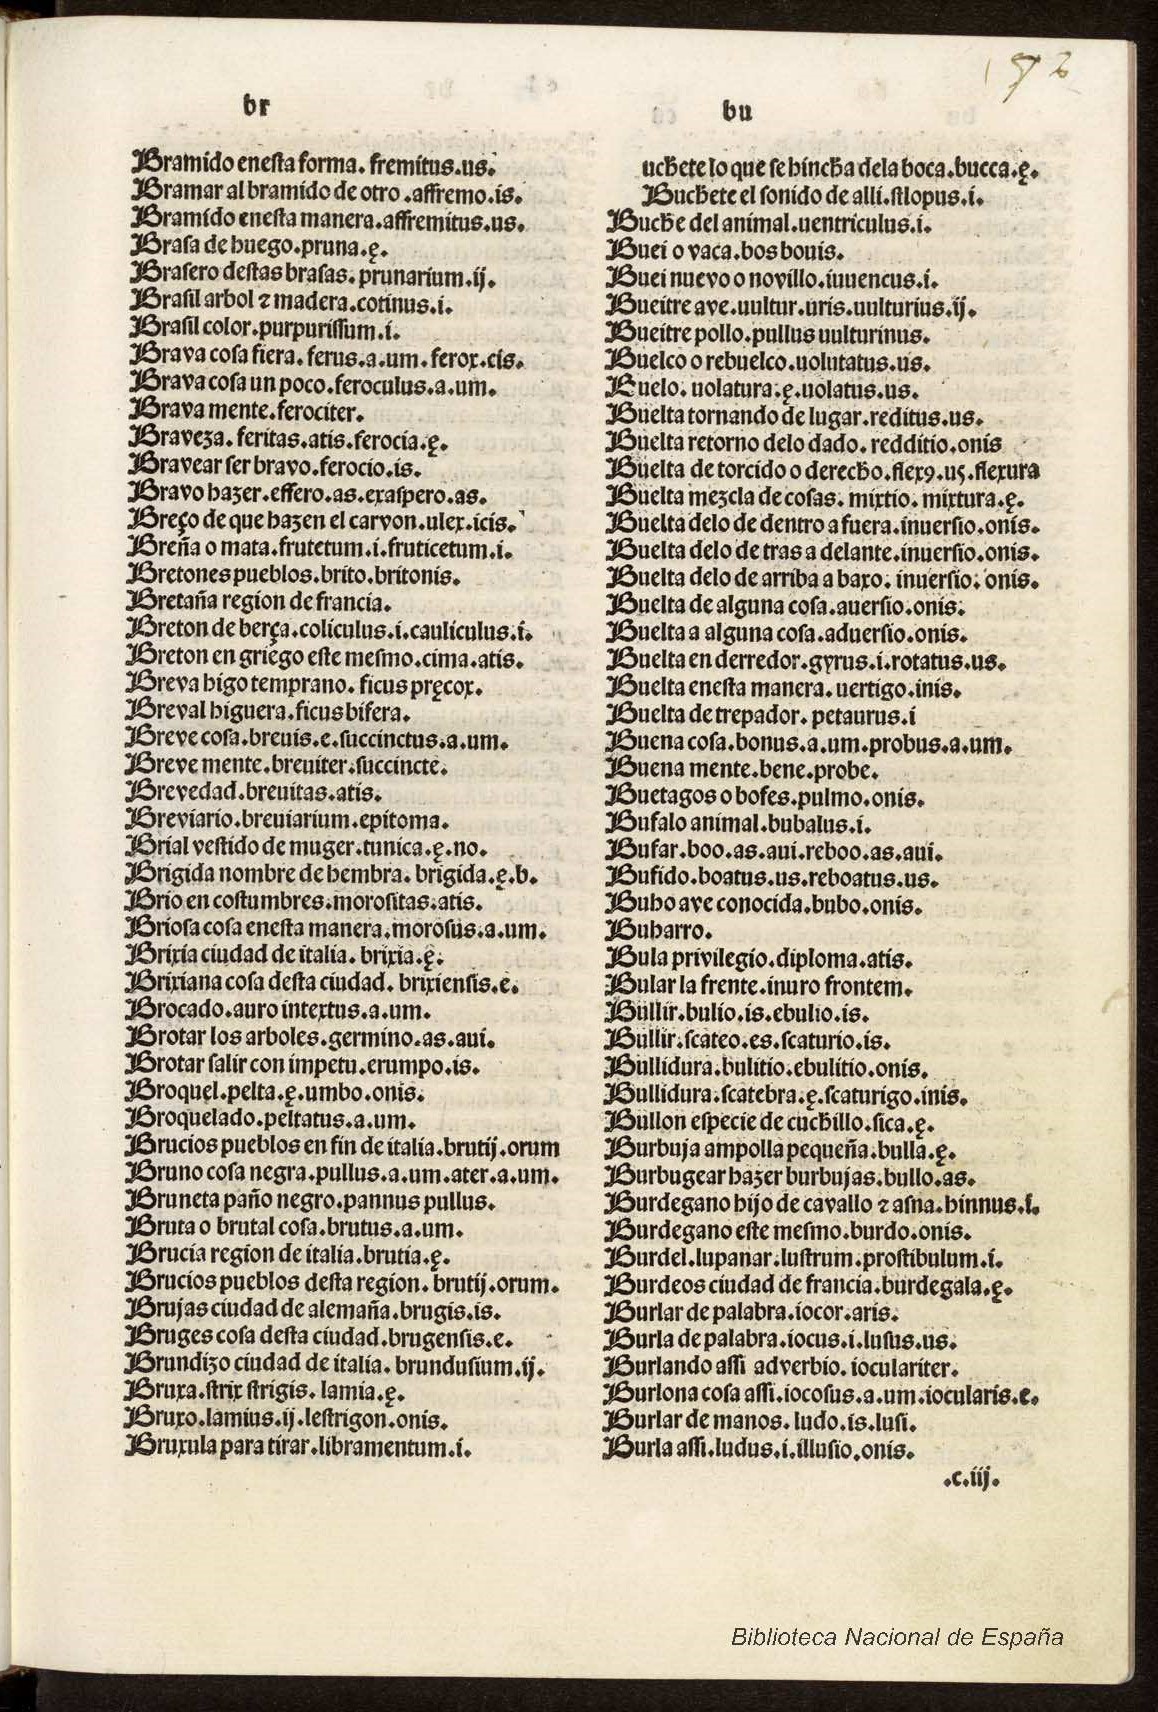 br
Bramido enesta forma. fremitus.us.
Bramar al bramido de otro .affremo.is.
Bramido enesta manera.affremitus.us.
Brasa de huego.pruna.ę.
Brasero destas brasas. prunarium.ij.
Brasil arbol ⁊ madera.cotinus.i.
Brasil color.purpurissum.i.
Brava cosa fiera. ferus.a.um. ferox.cis.
Brava cosa un poco.feroculus.a.um.
Brava mente.ferociter.
Braveza. feritas.atis.ferocia.ę.
Bravear ser bravo.ferocio.is.
Bravo hazer.effero.as.exaspero.as.
Breço de que hazen el carvon.ulex.icis.
Breña o mata.frutetum.i.fruticetum.i.
Bretones pueblos.brito.britonis.
Bretaña region de francia.
Breton de berça.coliculus.i.cauliculus.i.
Breton en griego este mesmo.cima.atis.
Breva higo temprano. ficus pręcox.
Breval higuera.ficus bifera.
Breve cosa.breuis.e.succinctus.a.um.
Breve mente.breuiter.succincte.
Brevedad.breuitas.atis.
Breviario.breuiarium.epitoma.
Brial vestido de muger.tunica.ę.no.
Brigida nombre de hembra. brigida.ę.b.
Brio en costumbres.morositas.atis.
Briosa cosa enesta manera.morosus.a.um.
Brixia ciudad de italia. brixia.ę.
Brixiana cosa desta ciudad. brixiensis.e.
Brocado.auro intextus.a.um.
Brotar los arboles.germino.as.aui.
Brotar salir con impetu.erumpo.is.
Broquel.pelta.ę.umbo.onis.
Broquelado.peltatus.a.um.
Brucios pueblos en fin de italia.brutij.orum
Bruno cosa negra.pullus.a.um.ater.a.um.
Bruneta paño negro.pannus pullus.
Bruta o brutal cosa.brutus.a.um.
Brucia region de italia.brutia.ę.
Brucios pueblos desta region. brutij.orum.
Brujas ciudad de alemaña.brugis.is.
Bruges cosa desta ciudad.brugensis.e.
Brundizo ciudad de italia. brundusium.ij.
Bruxa.strix strigis. lamia.ę.
Bruxo.lamius.ij.lestrigon.onis.
Bruxula para tirar.libramentum.i.
bu
uchete lo que se hincha dela boca.bucca.ę.
Buchete el sonido de alli.stlopus.i.
Buche del animal.uentriculus.i.
Buei o vaca.bos bouis.
Buei nuevo o novillo.iuuencus.i.
Bueitre ave.uultur.uris.uulturius.ij.
Bueitre pollo.pullus uulturinus.
Buelco o rebuelco.uolutatus.us.
Buelo. uolatura.ę.uolatus.us.
Buelta tornando de lugar.reditus.us.
Buelta retorno delo dado. redditio.onis
Buelta de torcido o derecho.flexꝯ.us.flexura
Buelta mezcla de cosas. mixtio. mixtura.ę.
Buelta delo de dentro a fuera.inuersio.onis.
Buelta delo de tras a delante.inuersio.onis.
Buelta delo de arriba a baxo. inuersio. onis.
Buelta de alguna cosa.auersio.onis.
Buelta a alguna cosa.aduersio.onis.
Buelta en derredor.gyrus.i.rotatus.us.
Buelta enesta manera. uertigo.inis.
Buelta de trepador. petaurus.i
Buena cosa.bonus.a.um.probus.a.um.
Buena mente.bene.probe.
Buetagos o bofes.pulmo.onis.
Bufalo animal.bubalus.i.
Bufar.boo.as.aui.reboo.as.aui.
Bufido.boatus.us.reboatus.us.
Buho ave conocida.bubo.onis.
Buharro.
Bula privilegio.diploma.atis.
Bular la frente.inuro frontem.
Bullir.bulio.is.ebulio.is.
Bullir.scateo.es.scaturio.is.
Bullidura.bulitio.ebulitio.onis.
Bullidura.scatebra.ę.scaturigo.inis.
Bullon especie de cuchillo.sica.ę.
Burbuja ampolla pequeña.bulla.ę.
Burbugear hazer burbujas.bullo.as.
Burdegano hijo de cavallo ⁊ asna.hinnus.i.
Burdegano este mesmo.burdo.onis.
Burdel.lupanar.lustrum.prostibulum.i.
Burdeos ciudad de francia.burdegala.ę.
Burlar de palabra.iocor.aris.
Burla de palabra.iocus.i.lusus.us.
Burlando assi adverbio.ioculariter.
Burlona cosa assi.iocosus.a.um.iocularis.e.
Burlar de manos. ludo.is.lusi.
Burla assi.ludus.i.illusio.onis.
.c.iij.
Biblioteca Nacional de España